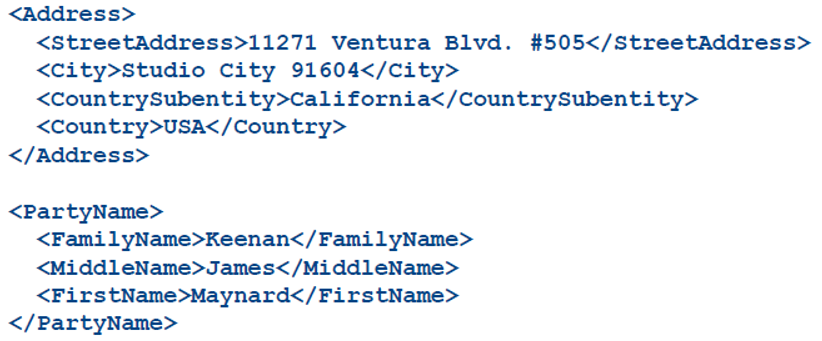 <Address>
  <StreetAddress>11271 Ventura Blvd. #505</StreetAddress>
  <City>Studio City 91604</City>
  <CountrySubentity>California</CountrySubentity>
  <Country>USA</Country>
</Address>

<PartyName>
  <FamilyName>Keenan</FamilyName>
  <MiddleName>James</MiddleName>
  <FirstName>Maynard</FirstName>
</PartyName>